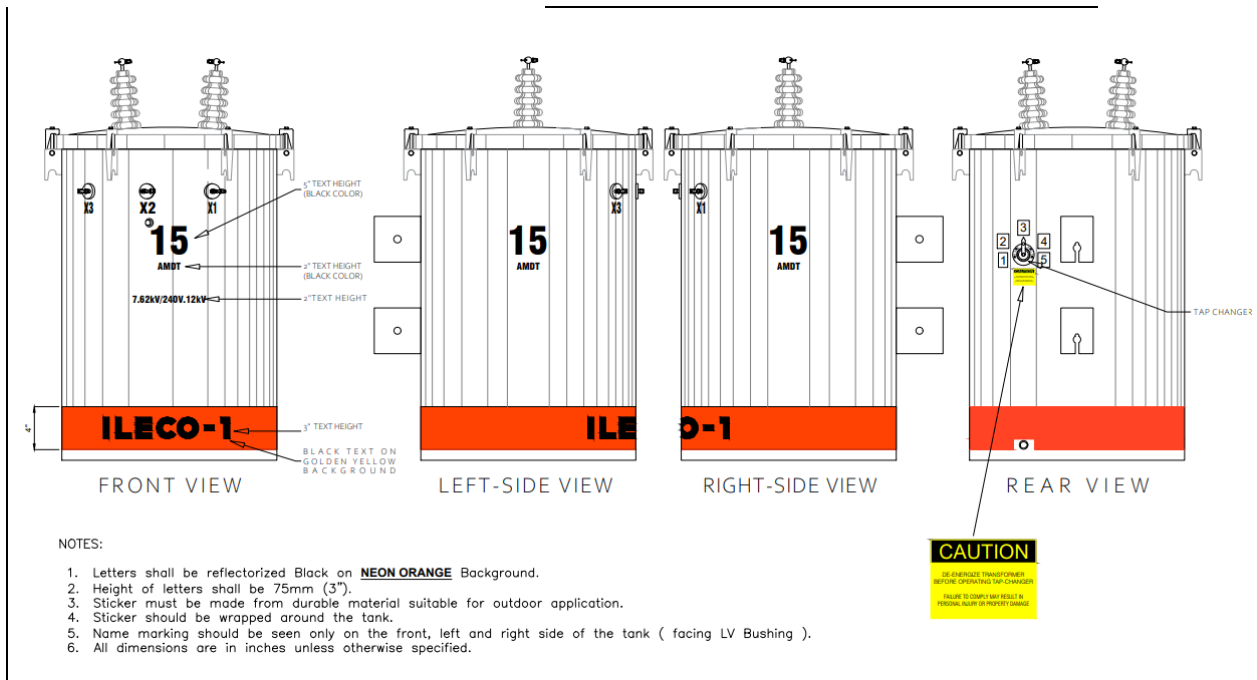 X3
X2
X1
15
AMDT
7.62kV/240V.12kV
5" TEXT HEIGHT
(BLACK COLOR)
2" TEXT HEIGHT
(BLACK COLOR)
2"TEXT HEIGHT
4"
ILECO-1
3" TEXT HEIGHT
BLACK TEXT ON
GOLDEN YELLOW
BACKGROUND
FRONT VIEW
X3
15
AMDT
ILE
LEFT-SIDE VIEW
X1
15
AMDT
O-1
RIGHT-SIDE VIEW
3
2 4
1 5
TAP CHANGER
REAR VIEW
CAUTION
DE-ENERGIZE TRANSFORMER
BEFORE OPERATING TAP-CHANGER
FAILURE TO COMPLY MAY RESULT IN
PERSONAL INJURY OR PROPERTY DAMAGE
NOTES:
1. Letters shall be reflectorized Black on NEON ORANGE Background.
2. Height of letters shall be 75mm (3").
3. Sticker must be made from durable material suitable for outdoor application.
4. Sticker should be wrapped around the tank.
5. Name marking should be seen only on the front, left and right side of the tank ( facing LV Bushing ).
6. All dimensions are in inches unless otherwise specified.